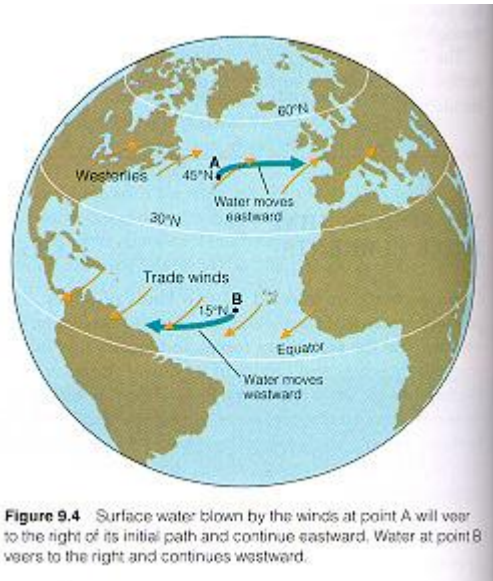 60°N
A
Westerlies
45°N
Water moves
eastward
30°N
Trade winds
B
15°N
Equator
Water moves
westward
Figure 9.4 Surface water blown by the winds at point A will veer
to the right of its initial path and continue eastward. Water at point B
veers to the right and continues westward.